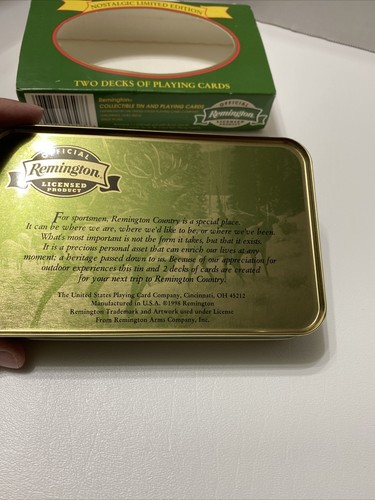 NOSTALGIC LIMITED EDITION
TWO DECKS OF PLAYING CARDS
Remington
COLLECTIBLE TIN AND PLAYING CARDS
OFFICIAL
Remington
OFFICIAL
Remington
LICENSED
PRODUCT
For sportsmen, Remington Country is a special place.
It can be where we are, where we'd like to be, or where we've been.
What's most important is not the form it takes, but that it exists.
It is a precious personal asset that can enrich our lives at any
moment; a heritage passed down to us. Because of our appreciation for
outdoor experiences this tin and 2 decks of cards are created
for your next trip to Remington Country.
The United States Playing Card Company, Cincinnati, OH 45212
Manufactured in U.S.A. ©1998 Remington
Remington Trademark and Artwork used under License
From Remington Arms Company, Inc.